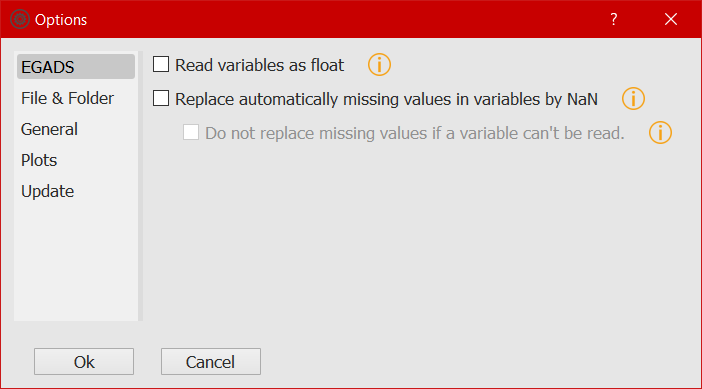 Options
?
EGADS
File & Folder
General
Plots
Update
Read variables as float
Replace automatically missing values in variables by NaN
Do not replace missing values if a variable can't be read.
Ok
Cancel